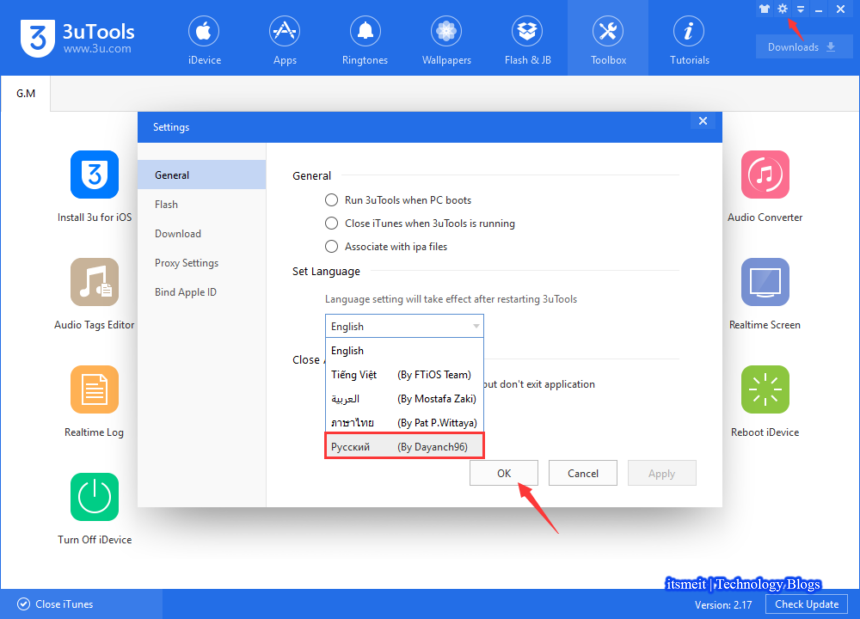 3uTools
www.3u.com
iDevice
Apps
Ringtones
Wallpapers
Flash & JB
Toolbox
Tutorials
Downloads
G.M
Settings
General
Flash
Download
Proxy Settings
Bind Apple ID
General
Run 3uTools when PC boots
Close iTunes when 3uTools is running
Associate with ipa files
Set Language
Language setting will take effect after restarting 3uTools
English
English
Tiếng Việt (By FTiOS Team)
العربية (By Mostafa Zaki)
ภาษาไทย (By Pat P.Wittaya)
Русский (By Dayanch96)
Close
but don't exit application
OK
Cancel
Apply
Install 3u for iOS
Audio Converter
Audio Tags Editor
Realtime Screen
Realtime Log
Reboot iDevice
Turn Off iDevice
itsmeit | Technology Blogs
Close iTunes
Version: 2.17
Check Update